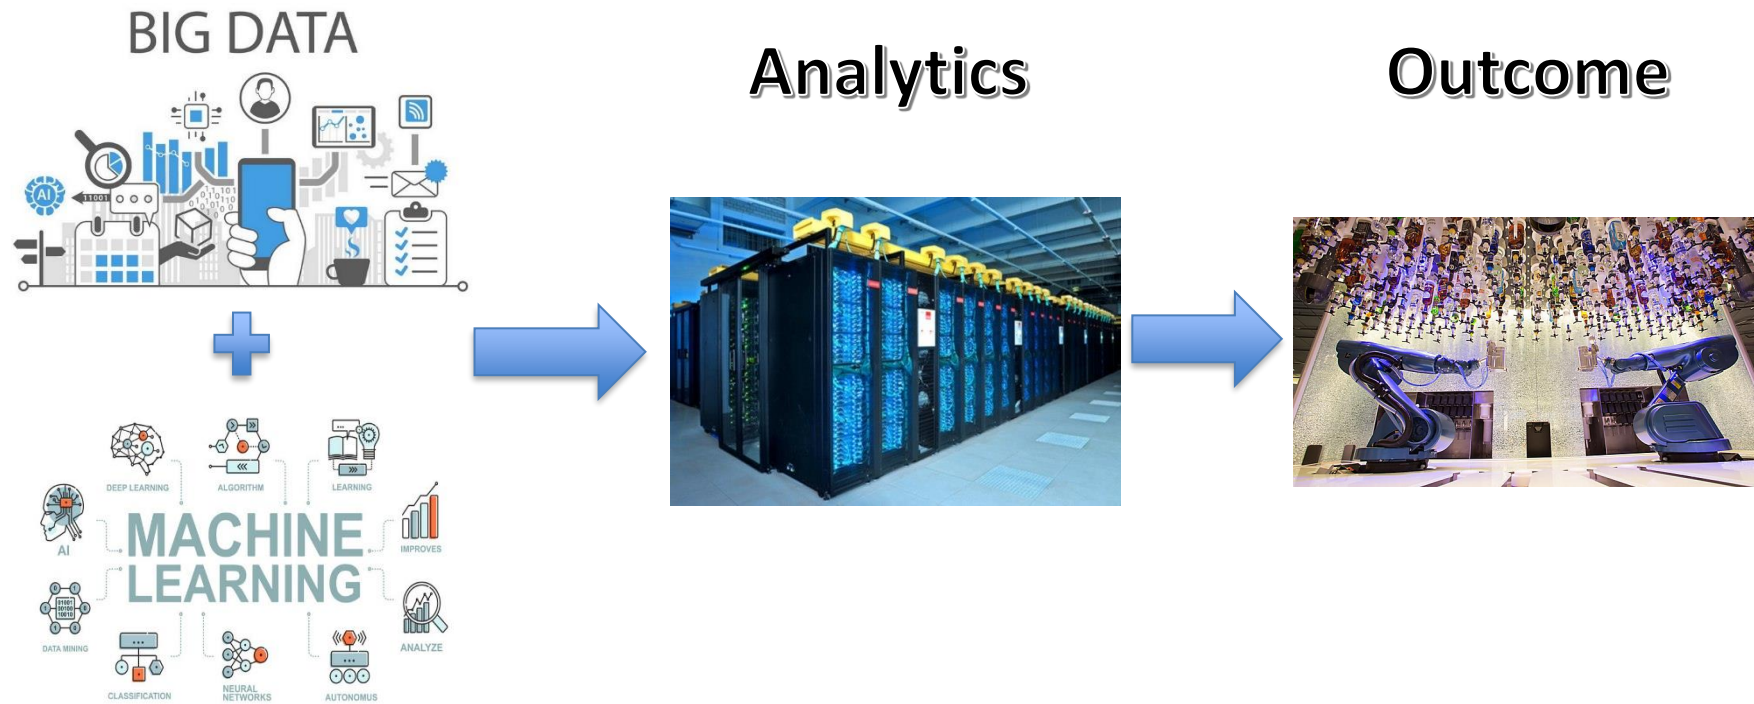 BIG DATA
AI
11001
Analytics
Outcome
DEEP LEARNING
ALGORITHM
LEARNING
AI
MACHINE
LEARNING
IMPROVES
DATA MINING
ANALYZE
CLASSIFICATION
NEURAL
NETWORKS
AUTONOMUS